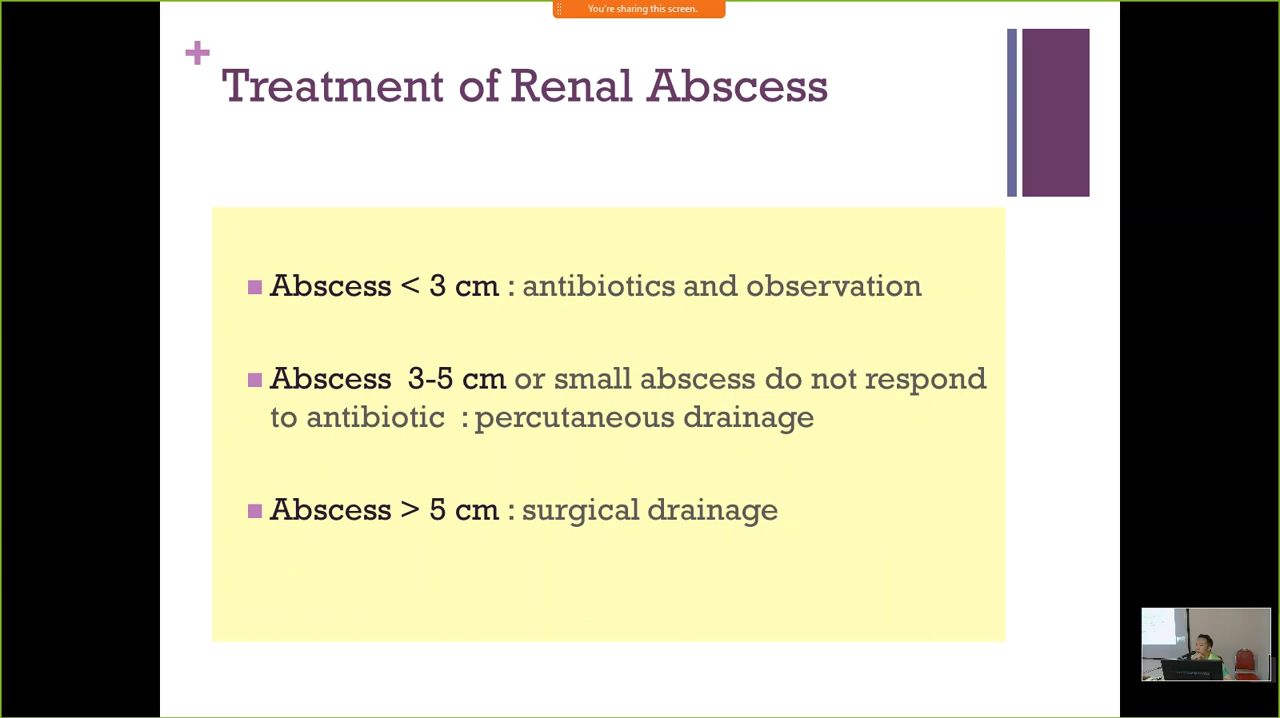 You're sharing this screen.
+
Treatment of Renal Abscess
Abscess < 3 cm : antibiotics and observation
Abscess 3-5 cm or small abscess do not respond
to antibiotic : percutaneous drainage
Abscess > 5 cm : surgical drainage